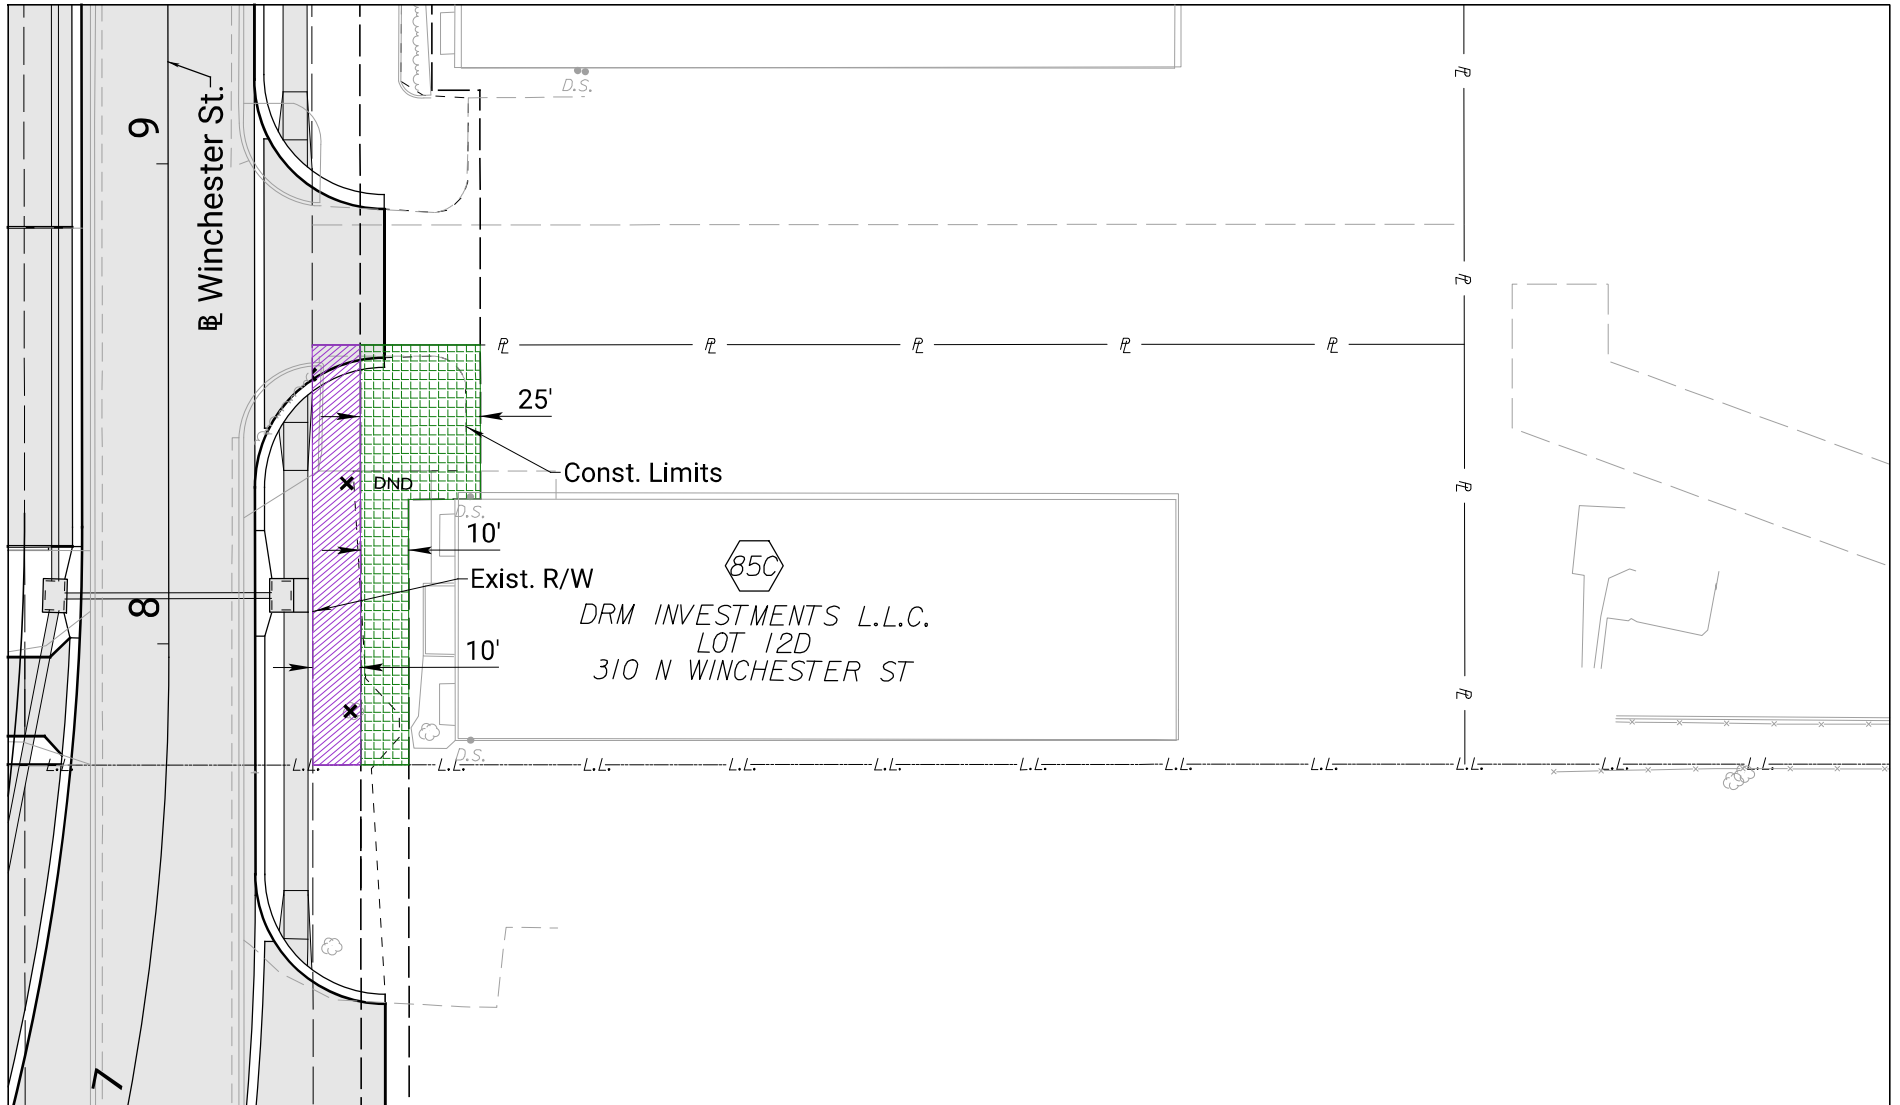 D.S.
9
℄ Winchester St.
25'
Const. Limits
DND
D.S.
10'
85C
Exist. R/W
8
DRM INVESTMENTS L.L.C.
LOT 12D
10'
310 N WINCHESTER ST
D.S.
L.L. L.L. L.L. L.L. L.L. L.L. L.L. L.L. L.L. L.L. L.L. L.L.
7